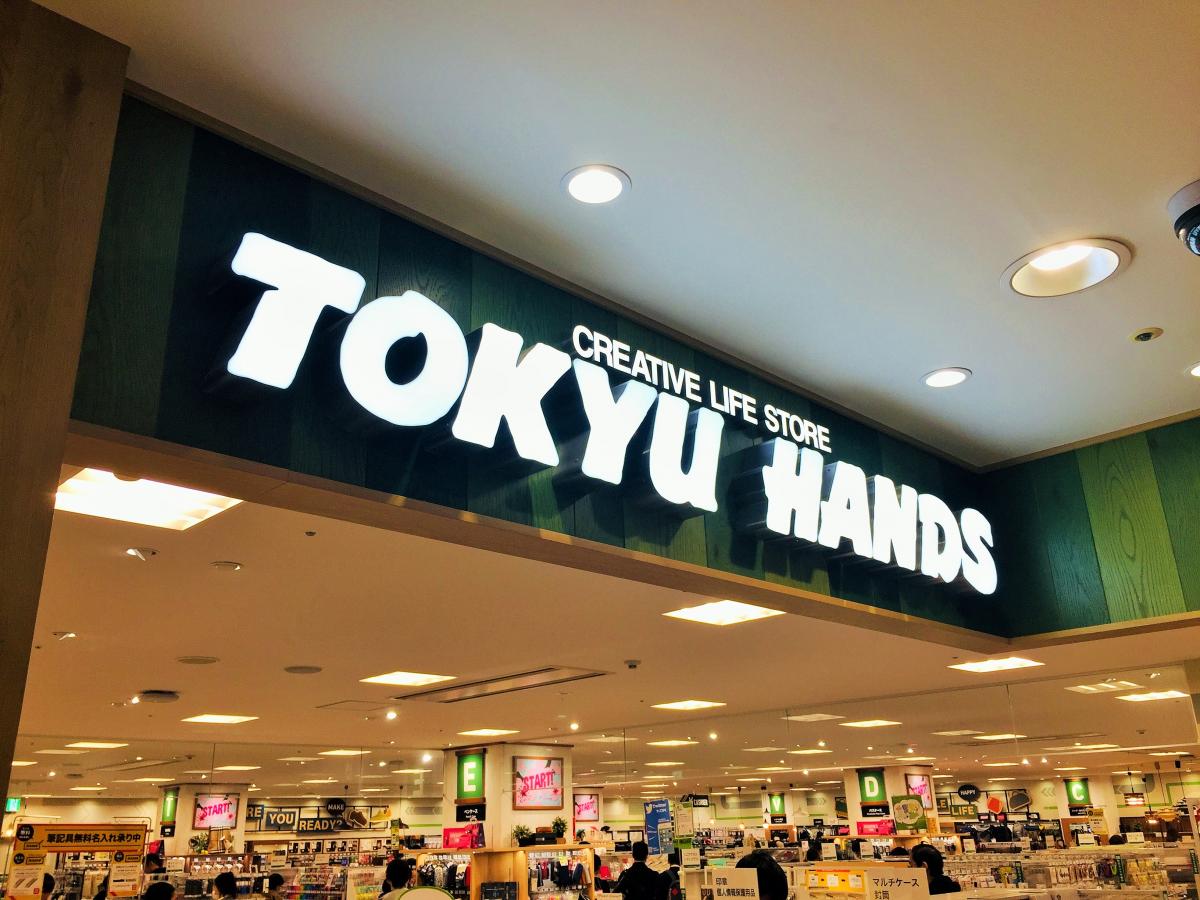 CREATIVE LIFE STORE
TOKYU HANDS
E
START!
START!
D
C
V
MAKE
YOU
READY?
HAPPY
LIFE
筆記具無料名入れ承り中
印章
個人情報保護用品
マルチケース
封筒